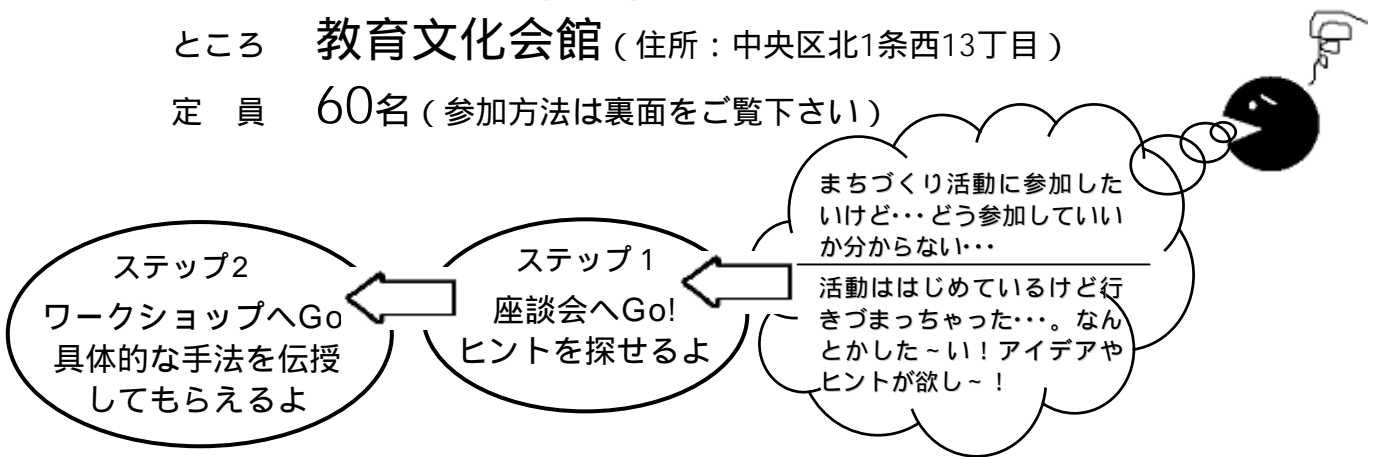 ところ 教育文化会館(住所:中央区北1条西13丁目)
定 員 60名(参加方法は裏面をご覧下さい)
まちづくり活動に参加した
いけど・・・どう参加していい
か分からない・・・
活動ははじめているけど行
きづまっちゃった・・・。なん
とかした~い!アイデアや
ヒントが欲し~!
ステップ1
座談会へGo!
ヒントを探せるよ
ステップ2
ワークショップへGo
具体的な手法を伝授
してもらえるよ